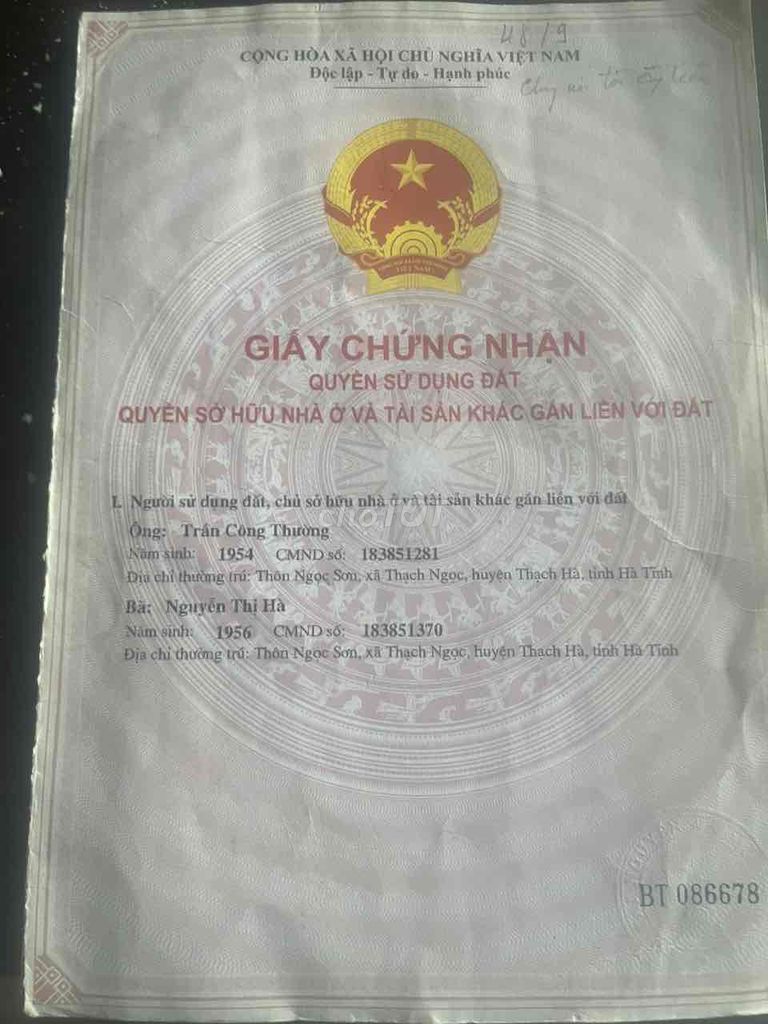 48/9
CỘNG HÒA XÃ HỘI CHỦ NGHĨA VIỆT NAM
Độc lập - Tự do - Hạnh phúc
VIỆT NAM
GIẤY CHỨNG NHẬN
QUYỀN SỬ DỤNG ĐẤT
QUYỀN SỞ HỮU NHÀ Ở VÀ TÀI SẢN KHÁC GẮN LIỀN VỚI ĐẤT
I. Người sử dụng đất, chủ sở hữu nhà ở và tài sản khác gắn liền với đất
Ông: Trần Công Thường
Năm sinh: 1954 CMND số: 183851281
Địa chỉ thường trú: Thôn Ngọc Sơn, xã Thạch Ngọc, huyện Thạch Hà, tỉnh Hà Tĩnh
Bà: Nguyễn Thị Hà
Năm sinh: 1956 CMND số: 183851370
Địa chỉ thường trú: Thôn Ngọc Sơn, xã Thạch Ngọc, huyện Thạch Hà, tỉnh Hà Tĩnh
BT 086678